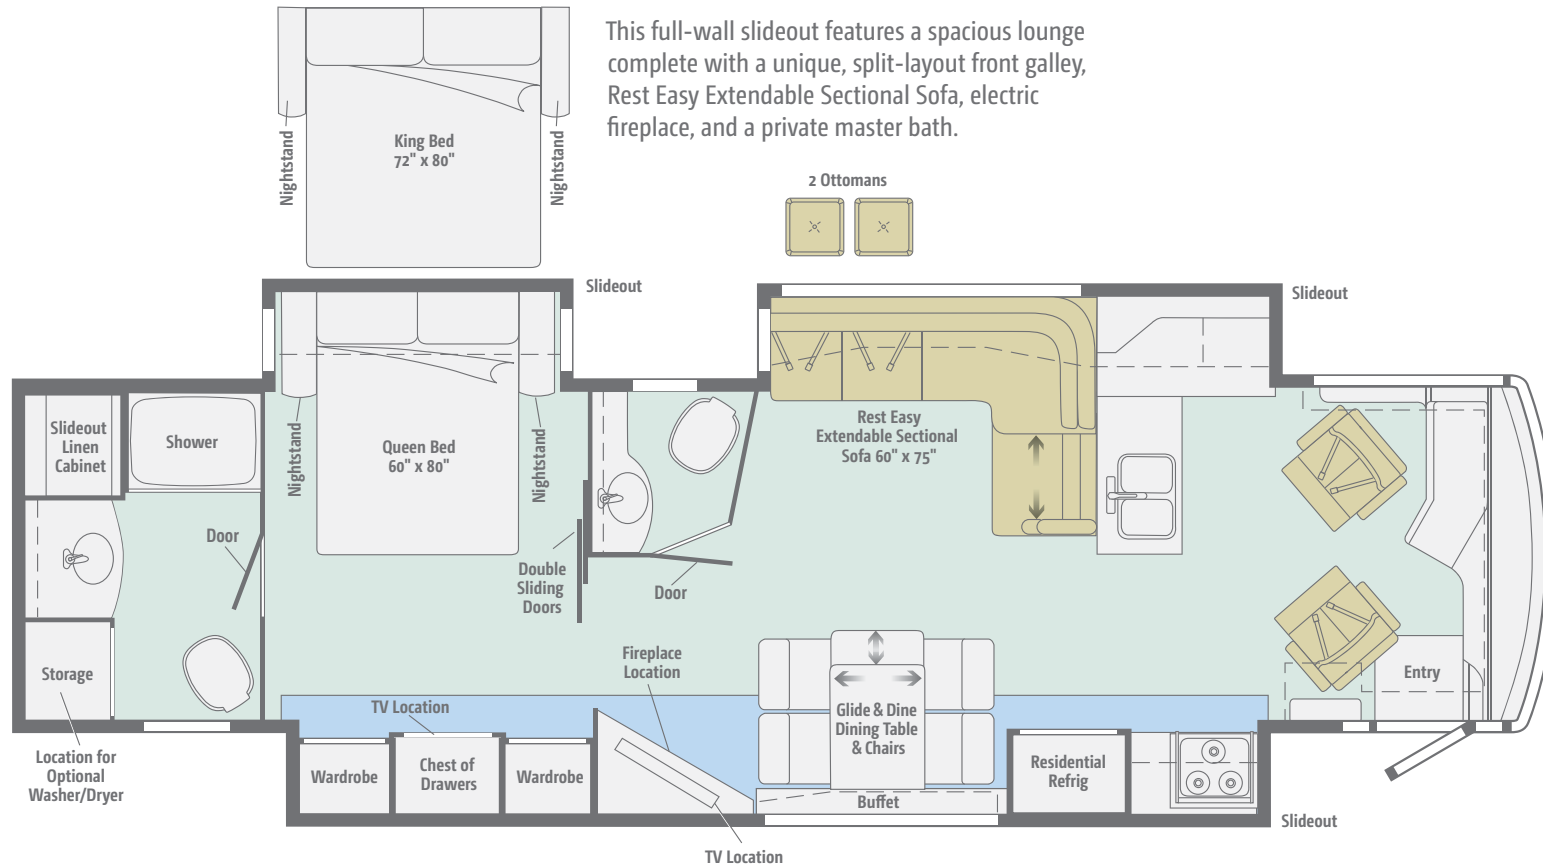 This full-wall slideout features a spacious lounge
complete with a unique, split-layout front galley,
Rest Easy Extendable Sectional Sofa, electric
fireplace, and a private master bath.
Nightstand
King Bed
72" x 80"
Nightstand
2 Ottomans
Slideout
Slideout
Slideout
Linen
Cabinet
Shower
Nightstand
Queen Bed
60" x 80"
Nightstand
Rest Easy
Extendable Sectional
Sofa 60" x 75"
Door
Double
Sliding
Doors
Door
Storage
Fireplace
Location
Entry
TV Location
Glide & Dine
Dining Table
& Chairs
Location for
Optional
Washer/Dryer
Wardrobe
Chest of
Drawers
Wardrobe
Residential
Refrig
Buffet
Slideout
TV Location